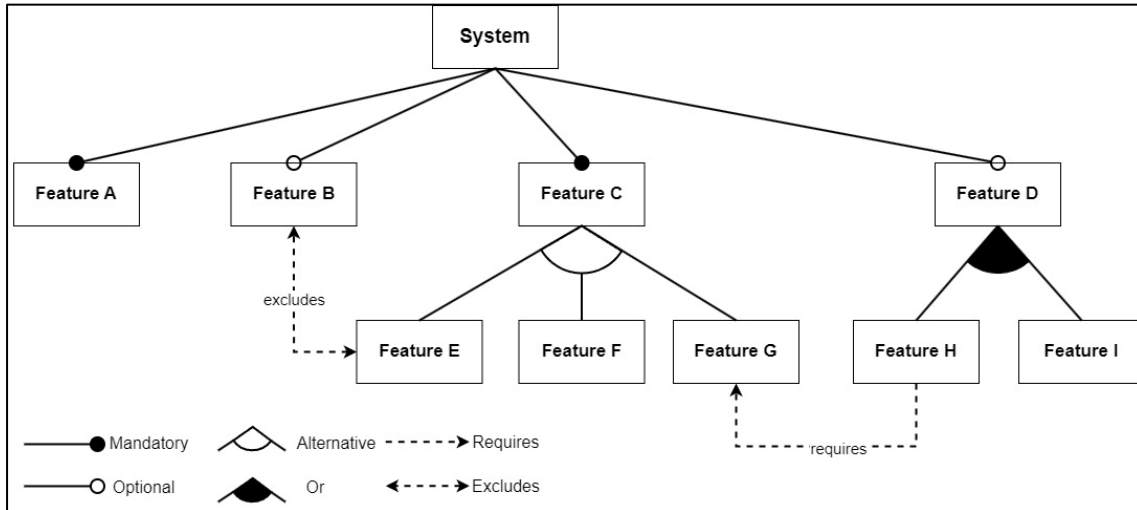 System
Feature A
Feature B
Feature C
Feature D
excludes
Feature E
Feature F
Feature G
Feature H
Feature I
Mandatory
Alternative
Requires
requires
Optional
Or
Excludes